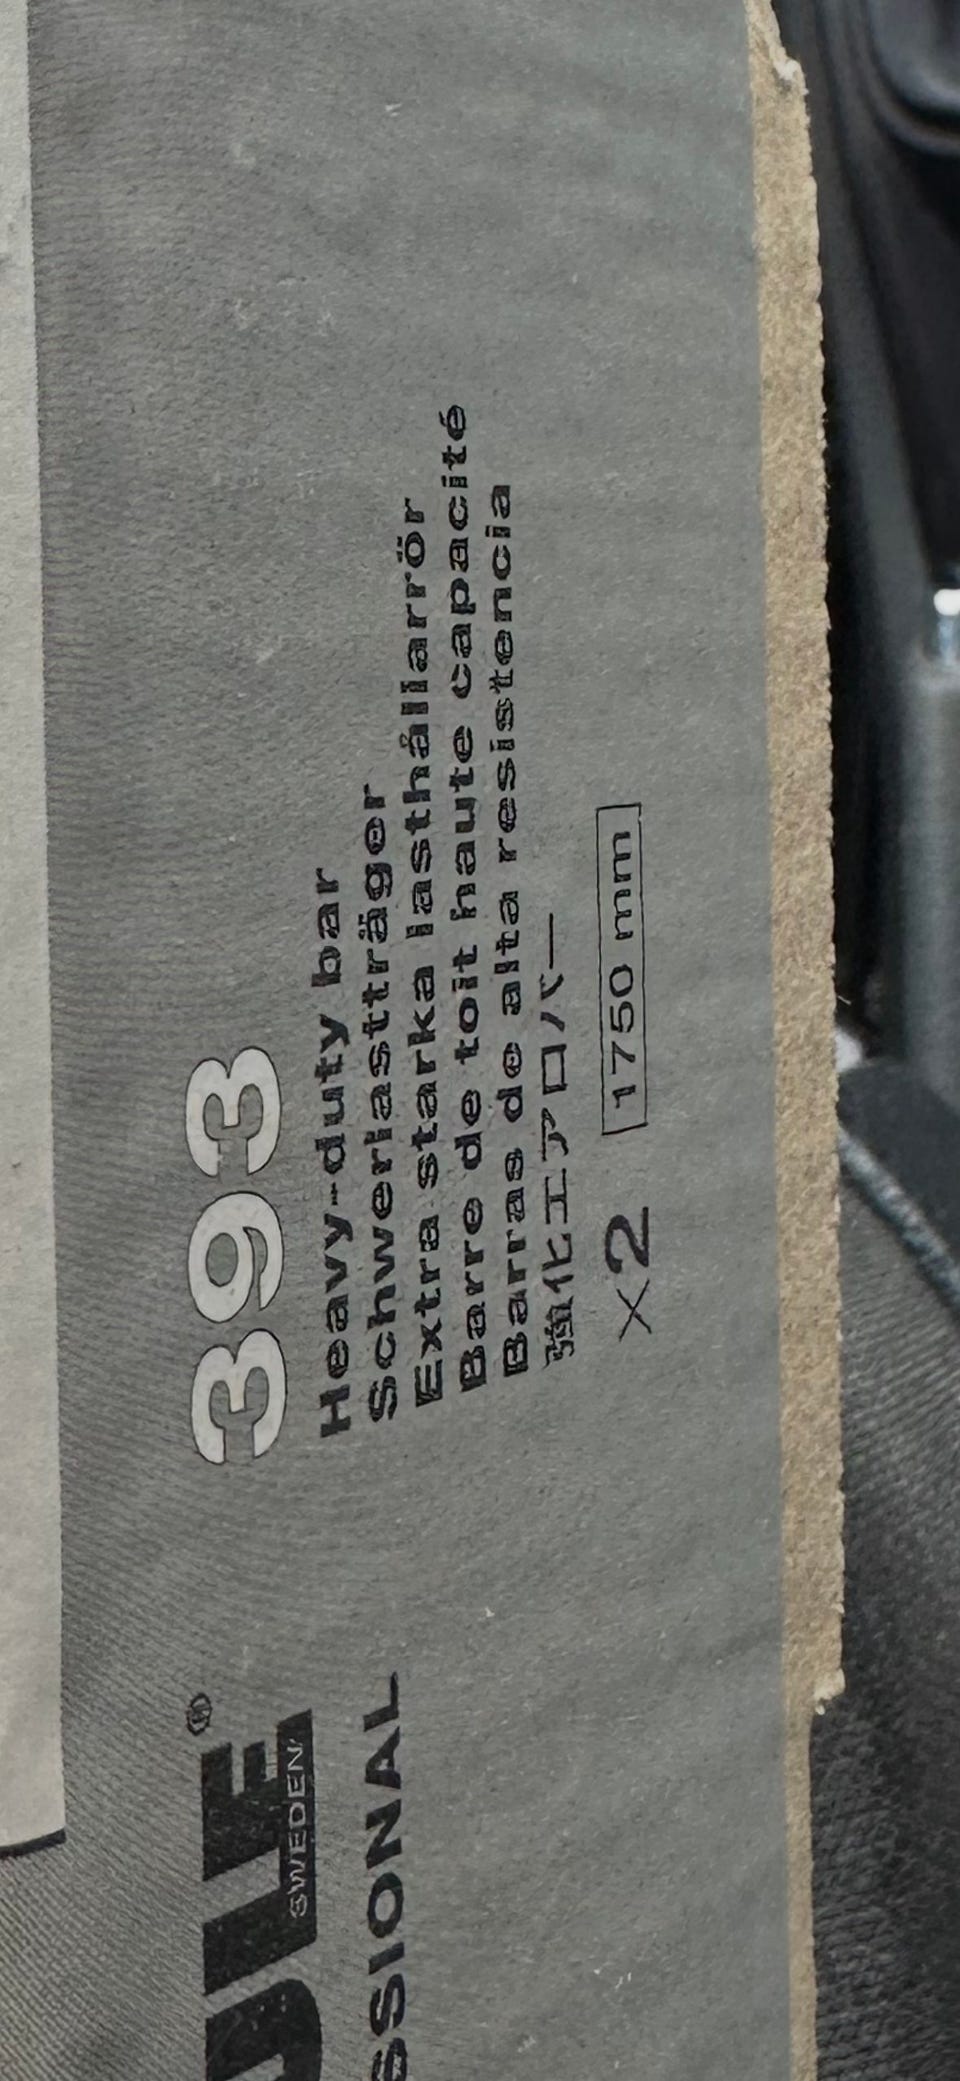 ULE®
SWEDEN
SSIONAL
393
Heavy-duty bar
Schwerlastträger
Extra starka lasthållarrör
Barre de toit haute capacité
Barras de alta resistencia
強化エアロバー
x2 1750 mm